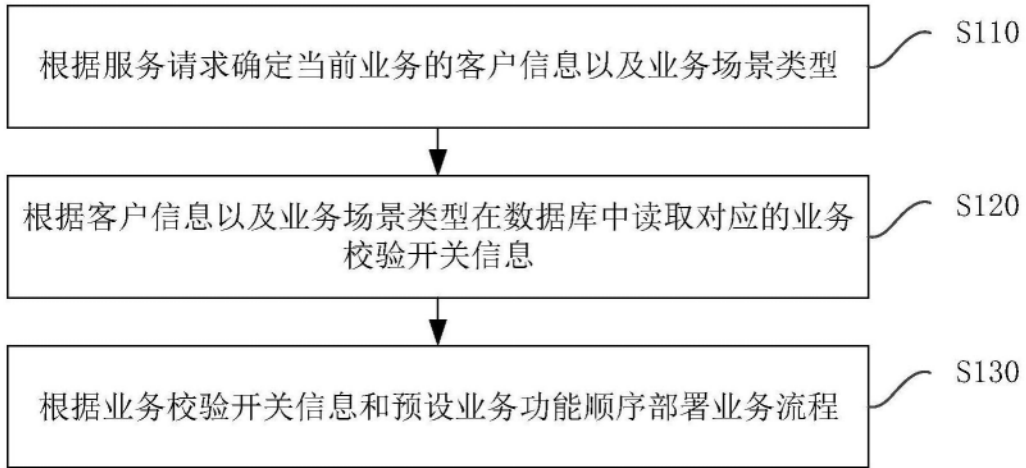 根据服务请求确定当前业务的客户信息以及业务场景类型
S110
根据客户信息以及业务场景类型在数据库中读取对应的业务
校验开关信息
S120
根据业务校验开关信息和预设业务功能顺序部署业务流程
S130